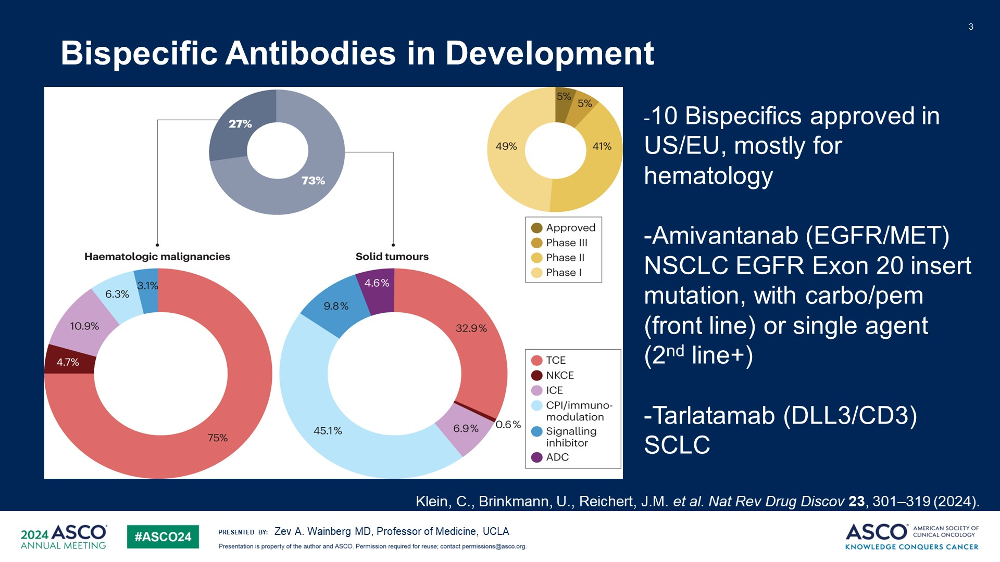 3
Bispecific Antibodies in Development
27%
73%
5%
5%
49%
41%
Approved
Phase III
Phase II
Phase I
Haematologic malignancies
Solid tumours
3.1%
6.3%
10.9%
4.7%
75%
4.6%
9.8%
32.9%
45.1%
6.9%
0.6%
TCE
NKCE
ICE
CPI/immuno-
modulation
Signalling
inhibitor
ADC
-10 Bispecifics approved in
US/EU, mostly for
hematology
-Amivantanab (EGFR/MET)
NSCLC EGFR Exon 20 insert
mutation, with carbo/pem
(front line) or single agent
(2nd line+)
-Tarlatamab (DLL3/CD3)
SCLC
Klein, C., Brinkmann, U., Reichert, J.M. et al. Nat Rev Drug Discov 23, 301–319 (2024).
2024 ASCO®
ANNUAL MEETING
#ASCO24
PRESENTED BY: Zev A. Wainberg MD, Professor of Medicine, UCLA
Presentation is property of the author and ASCO. Permission required for reuse; contact permissions@asco.org.
ASCO® AMERICAN SOCIETY OF
CLINICAL ONCOLOGY
KNOWLEDGE CONQUERS CANCER